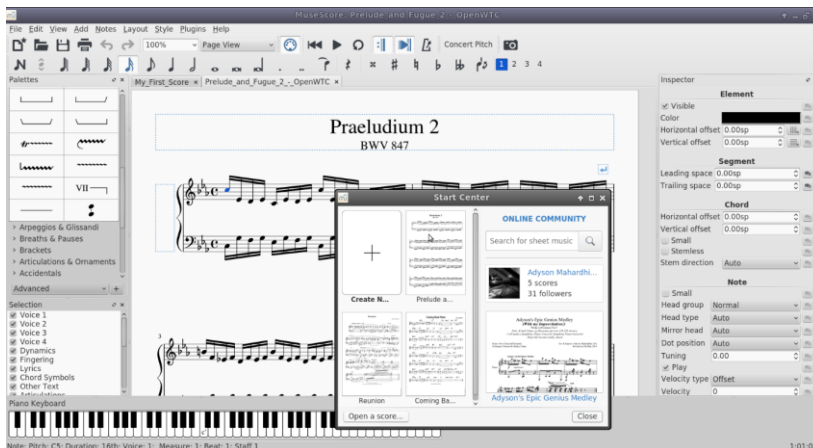 MuseScore: Prelude_and_Fugue_2_-_OpenWTC
File Edit View Add Notes Layout Style Plugins Help
100% Page View Concert Pitch
N 1 2 3 4
Palettes
My_First_Score Prelude_and_Fugue_2_-_OpenWTC
VII
Arpeggios & Glissandi
Breaths & Pauses
Brackets
Articulations & Ornaments
Accidentals
Advanced
Selection
Voice 1
Voice 2
Voice 3
Voice 4
Dynamics
Fingering
Lyrics
Chord Symbols
Other Text
Articulations
Praeludium 2
BWV 847
3
Start Center
Create N...
Prelude a...
Reunion
Coming Ba...
ONLINE COMMUNITY
Search for sheet music
Adyson Mahardhi...
5 scores
31 followers
Adyson's Epic Genius Medley
Adyson's Epic Genius Medley
Open a score...
Close
Inspector
Element
Visible
Color
Horizontal offset 0.00sp
Vertical offset 0.00sp
Segment
Leading space 0.00sp
Trailing space 0.00sp
Chord
Horizontal offset 0.00sp
Vertical offset 0.00sp
Small
Stemless
Stem direction Auto
Note
Small
Head group Normal
Head type Auto
Mirror head Auto
Dot position Auto
Tuning 0.00
Play
Velocity type Offset
Velocity 0
Piano Keyboard
Note: Pitch: C5; Duration: 16th; Voice: 1; Measure: 1; Beat: 1; Staff 1